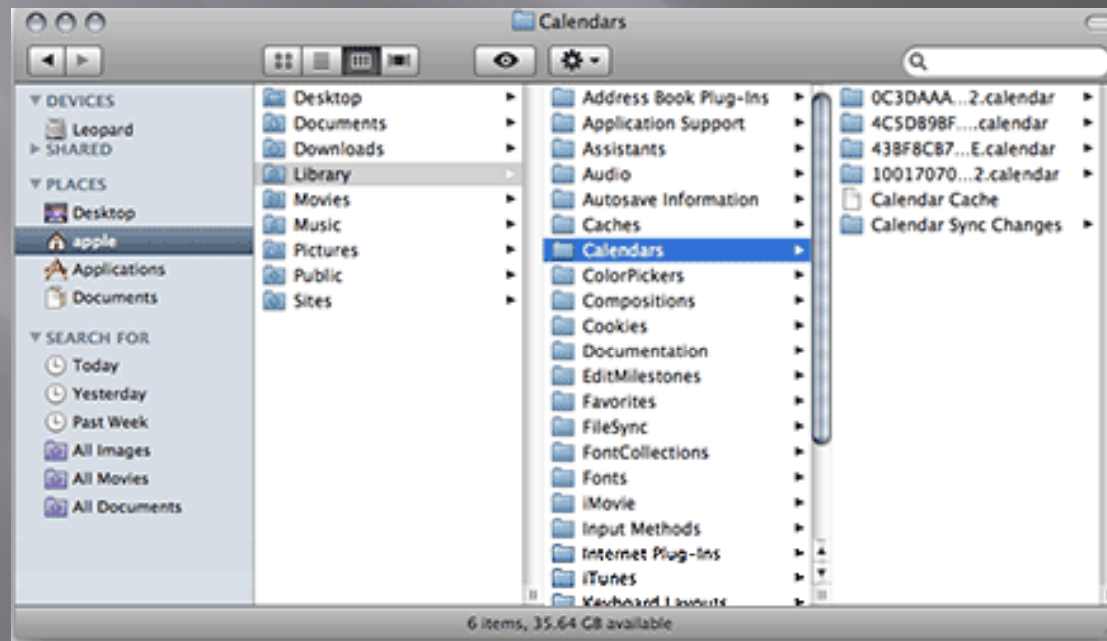 Calendars
DEVICES
Leopard
SHARED
PLACES
Desktop
apple
Applications
Documents
SEARCH FOR
Today
Yesterday
Past Week
All Images
All Movies
All Documents
Desktop
Documents
Downloads
Library
Movies
Music
Pictures
Public
Sites
Address Book Plug-Ins
Application Support
Assistants
Audio
Autosave Information
Caches
Calendars
ColorPickers
Compositions
Cookies
Documentation
EditMilestones
Favorites
FileSync
FontCollections
Fonts
iMovie
Input Methods
Internet Plug-Ins
iTunes
Keyboard Layouts
0C3DAAA...2.calendar
4C5DB9BF....calendar
43BF8CB7...E.calendar
10017070...2.calendar
Calendar Cache
Calendar Sync Changes
6 items, 35.64 GB available